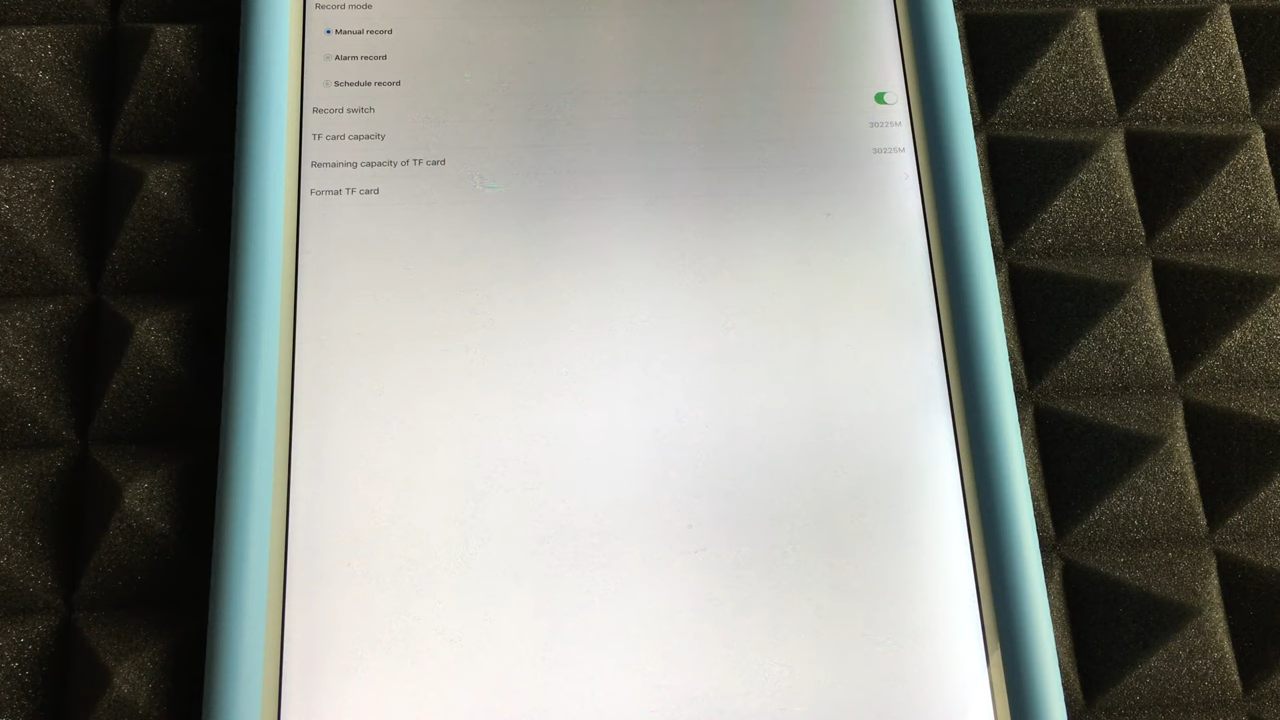 Record mode
Manual record
Alarm record
Schedule record
Record switch
TF card capacity 30225M
Remaining capacity of TF card 30225M
Format TF card